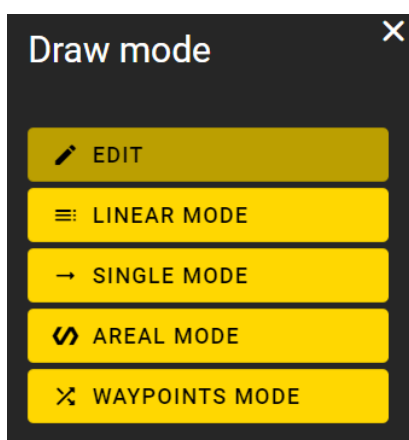 Draw mode
EDIT
LINEAR MODE
SINGLE MODE
AREAL MODE
WAYPOINTS MODE